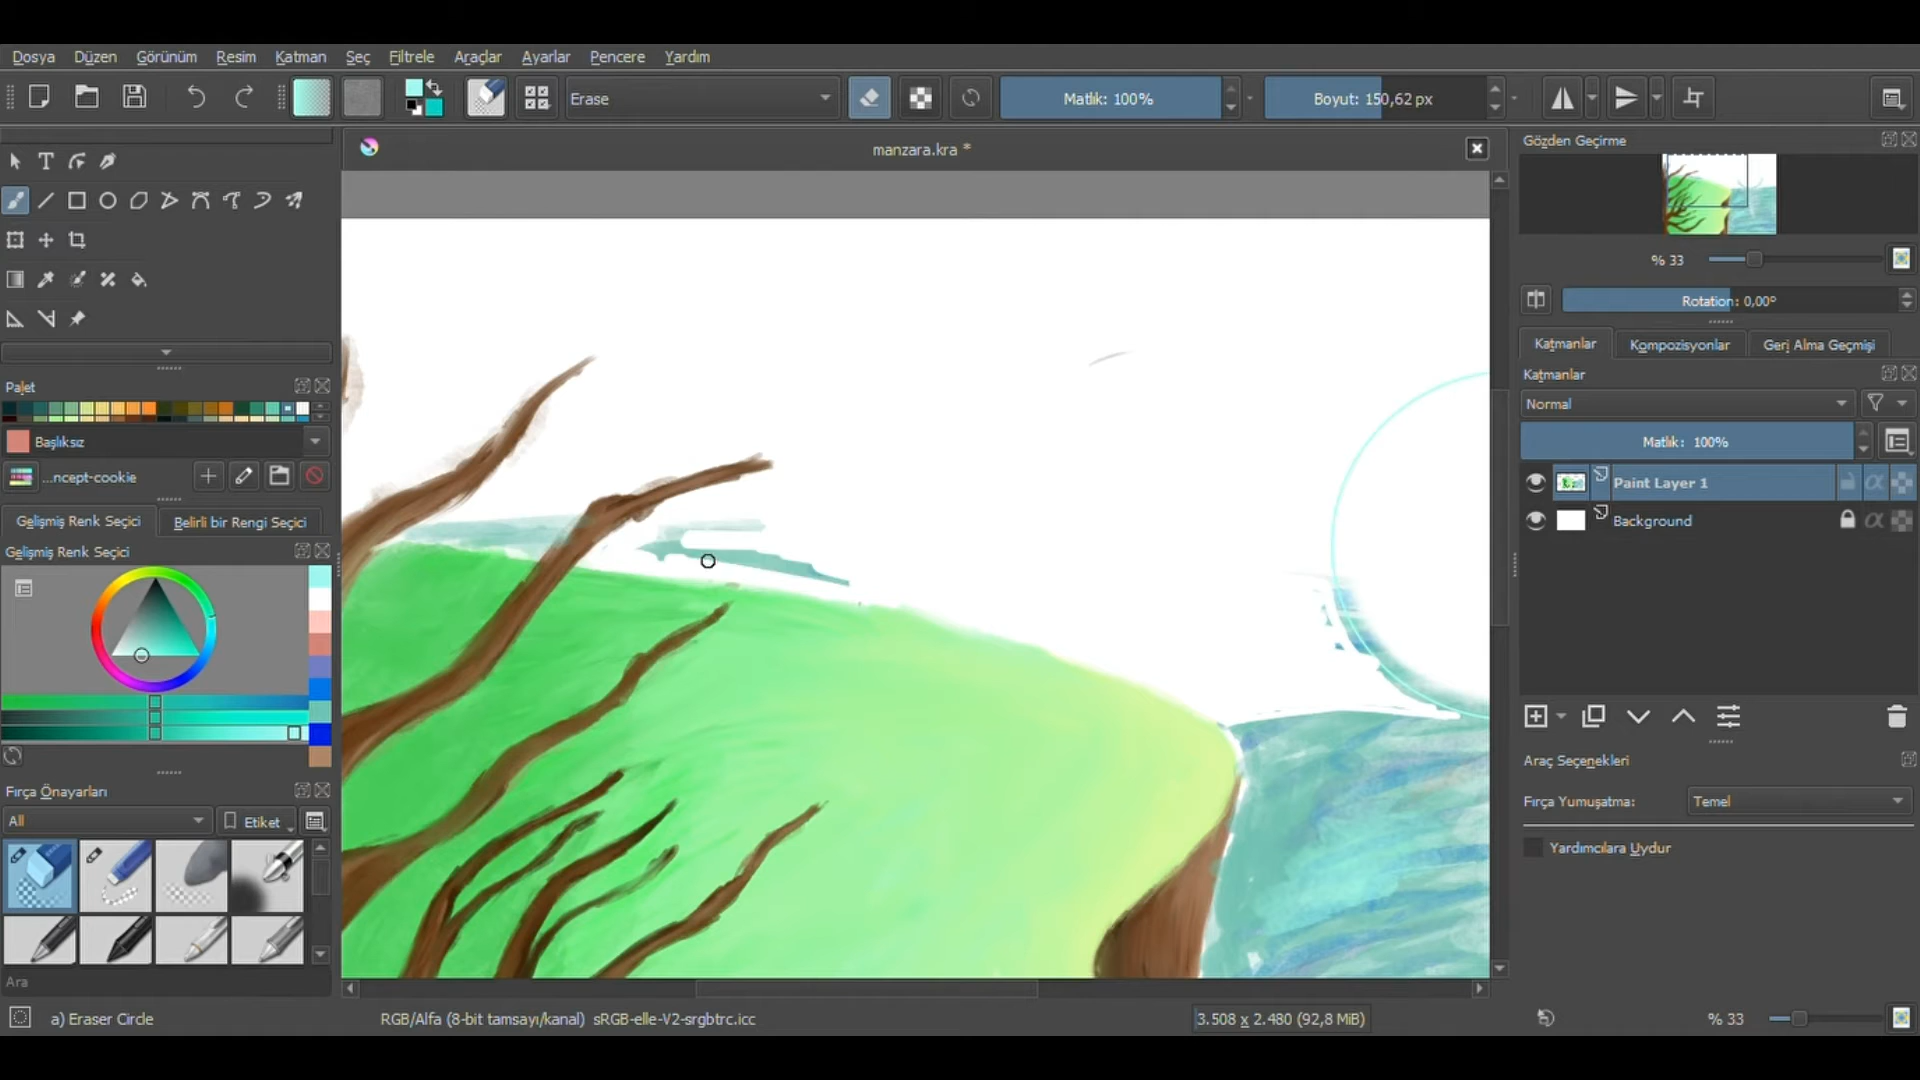 Dosya Düzen Görünüm Resim Katman Seç Filtrele Araçlar Ayarlar Pencere Yardım
Erase
Matlık: 100%
Boyut: 150,62 px
manzara.kra *
Gözden Geçirme
% 33
Rotation: 0,00°
Katmanlar Kompozisyonlar Geri Alma Geçmişi
Katmanlar
Normal
Matlık: 100%
Paint Layer 1
Background
Araç Seçenekleri
Fırça Yumuşatma: Temel
Yardımcılara Uydur
T
Palet
Başlıksız
...ncept-cookie
Gelişmiş Renk Seçici Belirli bir Rengi Seçici
Gelişmiş Renk Seçici
Fırça Önayarları
All
Etiket
Ara
a) Eraser Circle
RGB/Alfa (8-bit tamsayı/kanal) sRGB-elle-V2-srgbtrc.icc
3.508 x 2.480 (92,8 MiB)
% 33